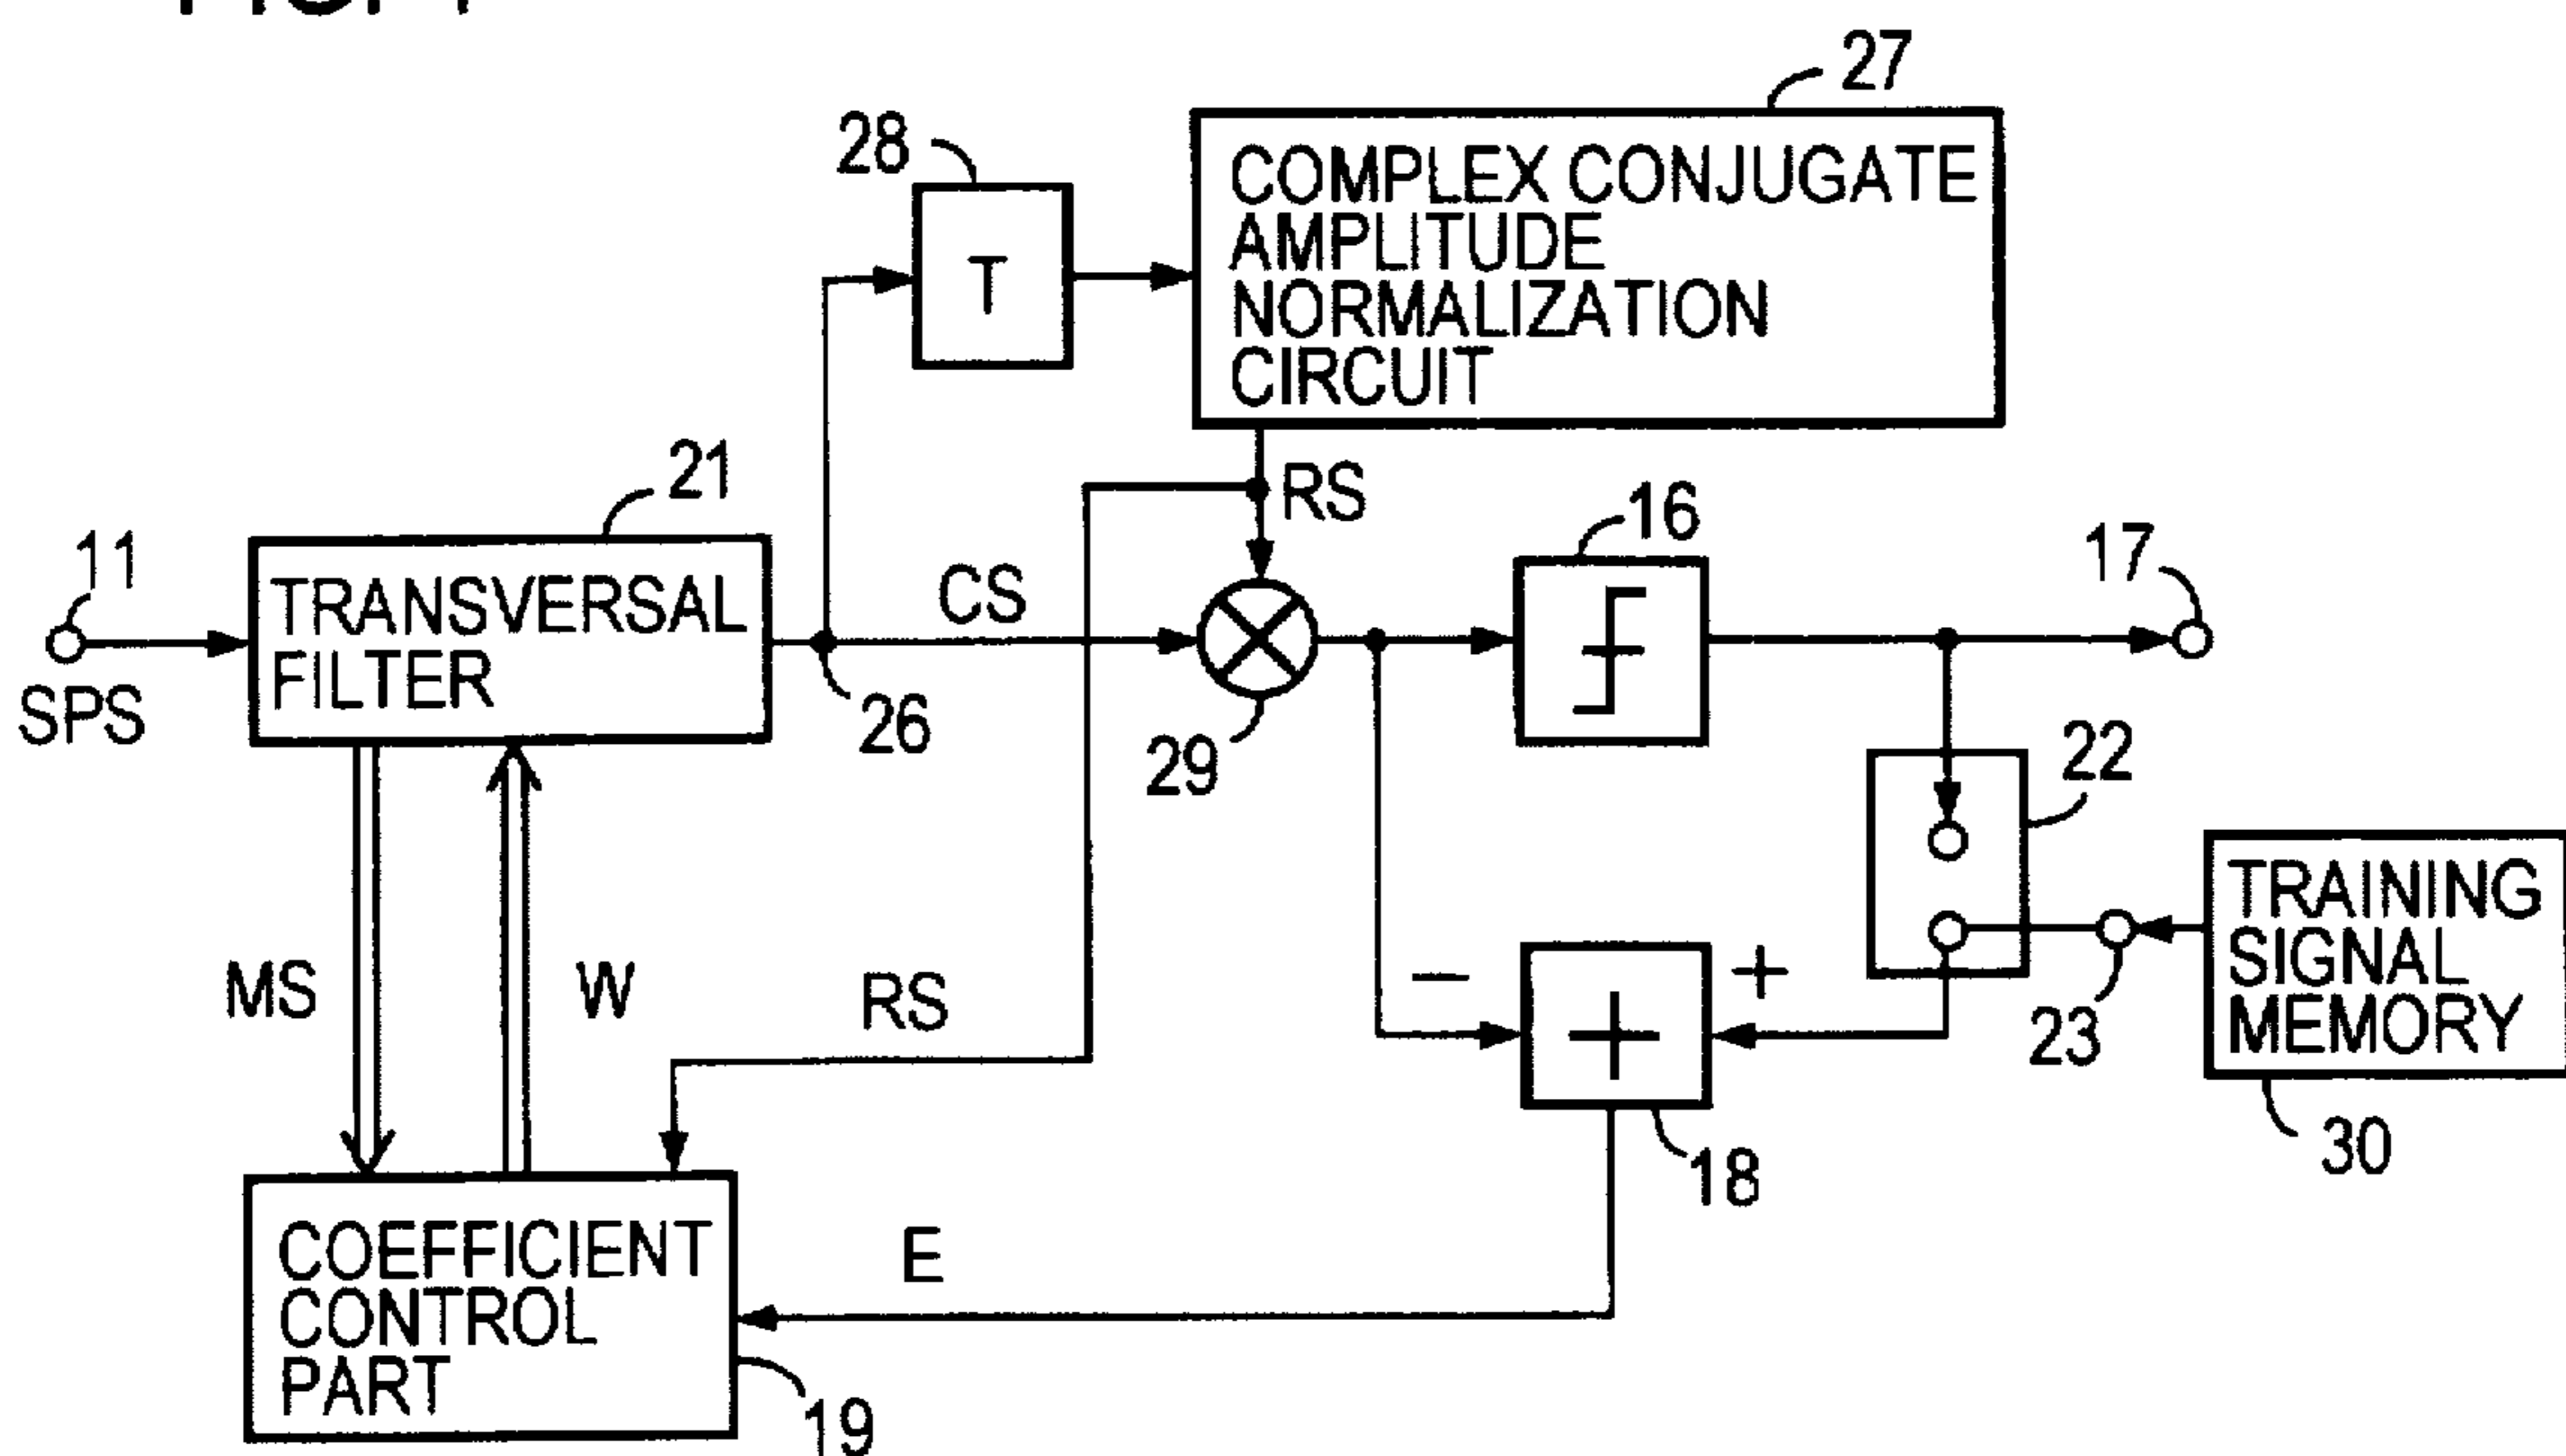 27
28
COMPLEX CONJUGATE
AMPLITUDE
NORMALIZATION
CIRCUIT
T
21
RS
16
11
17
TRANSVERSAL
FILTER
CS
SPS
26
29
22
TRAINING
SIGNAL
MEMORY
MS
W
RS
−
+
+
23
30
18
COEFFICIENT
CONTROL
PART
E
19